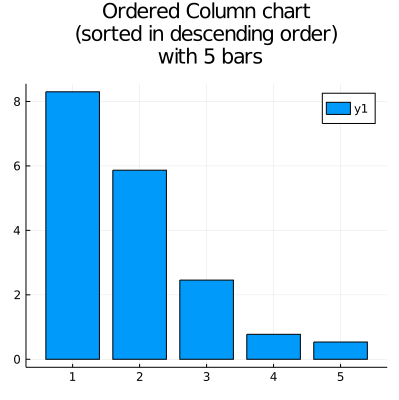 Ordered Column chart
(sorted in descending order)
with 5 bars
y1
8
6
4
2
0
1 2 3 4 5